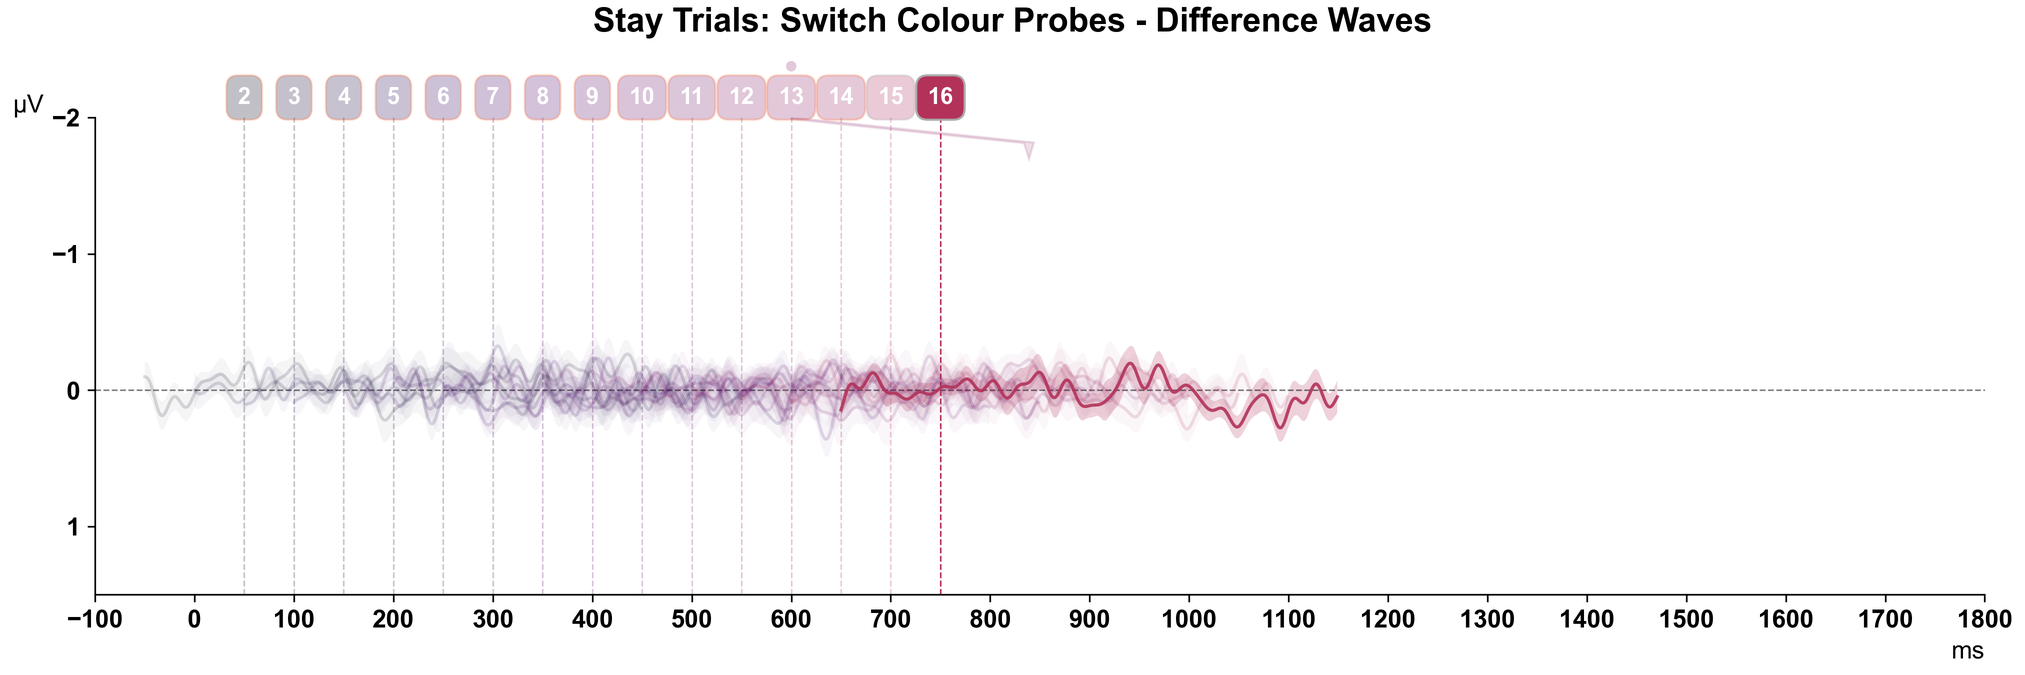 Stay Trials: Switch Colour Probes - Difference Waves
2 3 4 5 6 7 8 9 10 11 12 13 14 15 16
µV
−2
−1
0
1
−100 0 100 200 300 400 500 600 700 800 900 1000 1100 1200 1300 1400 1500 1600 1700 1800
ms